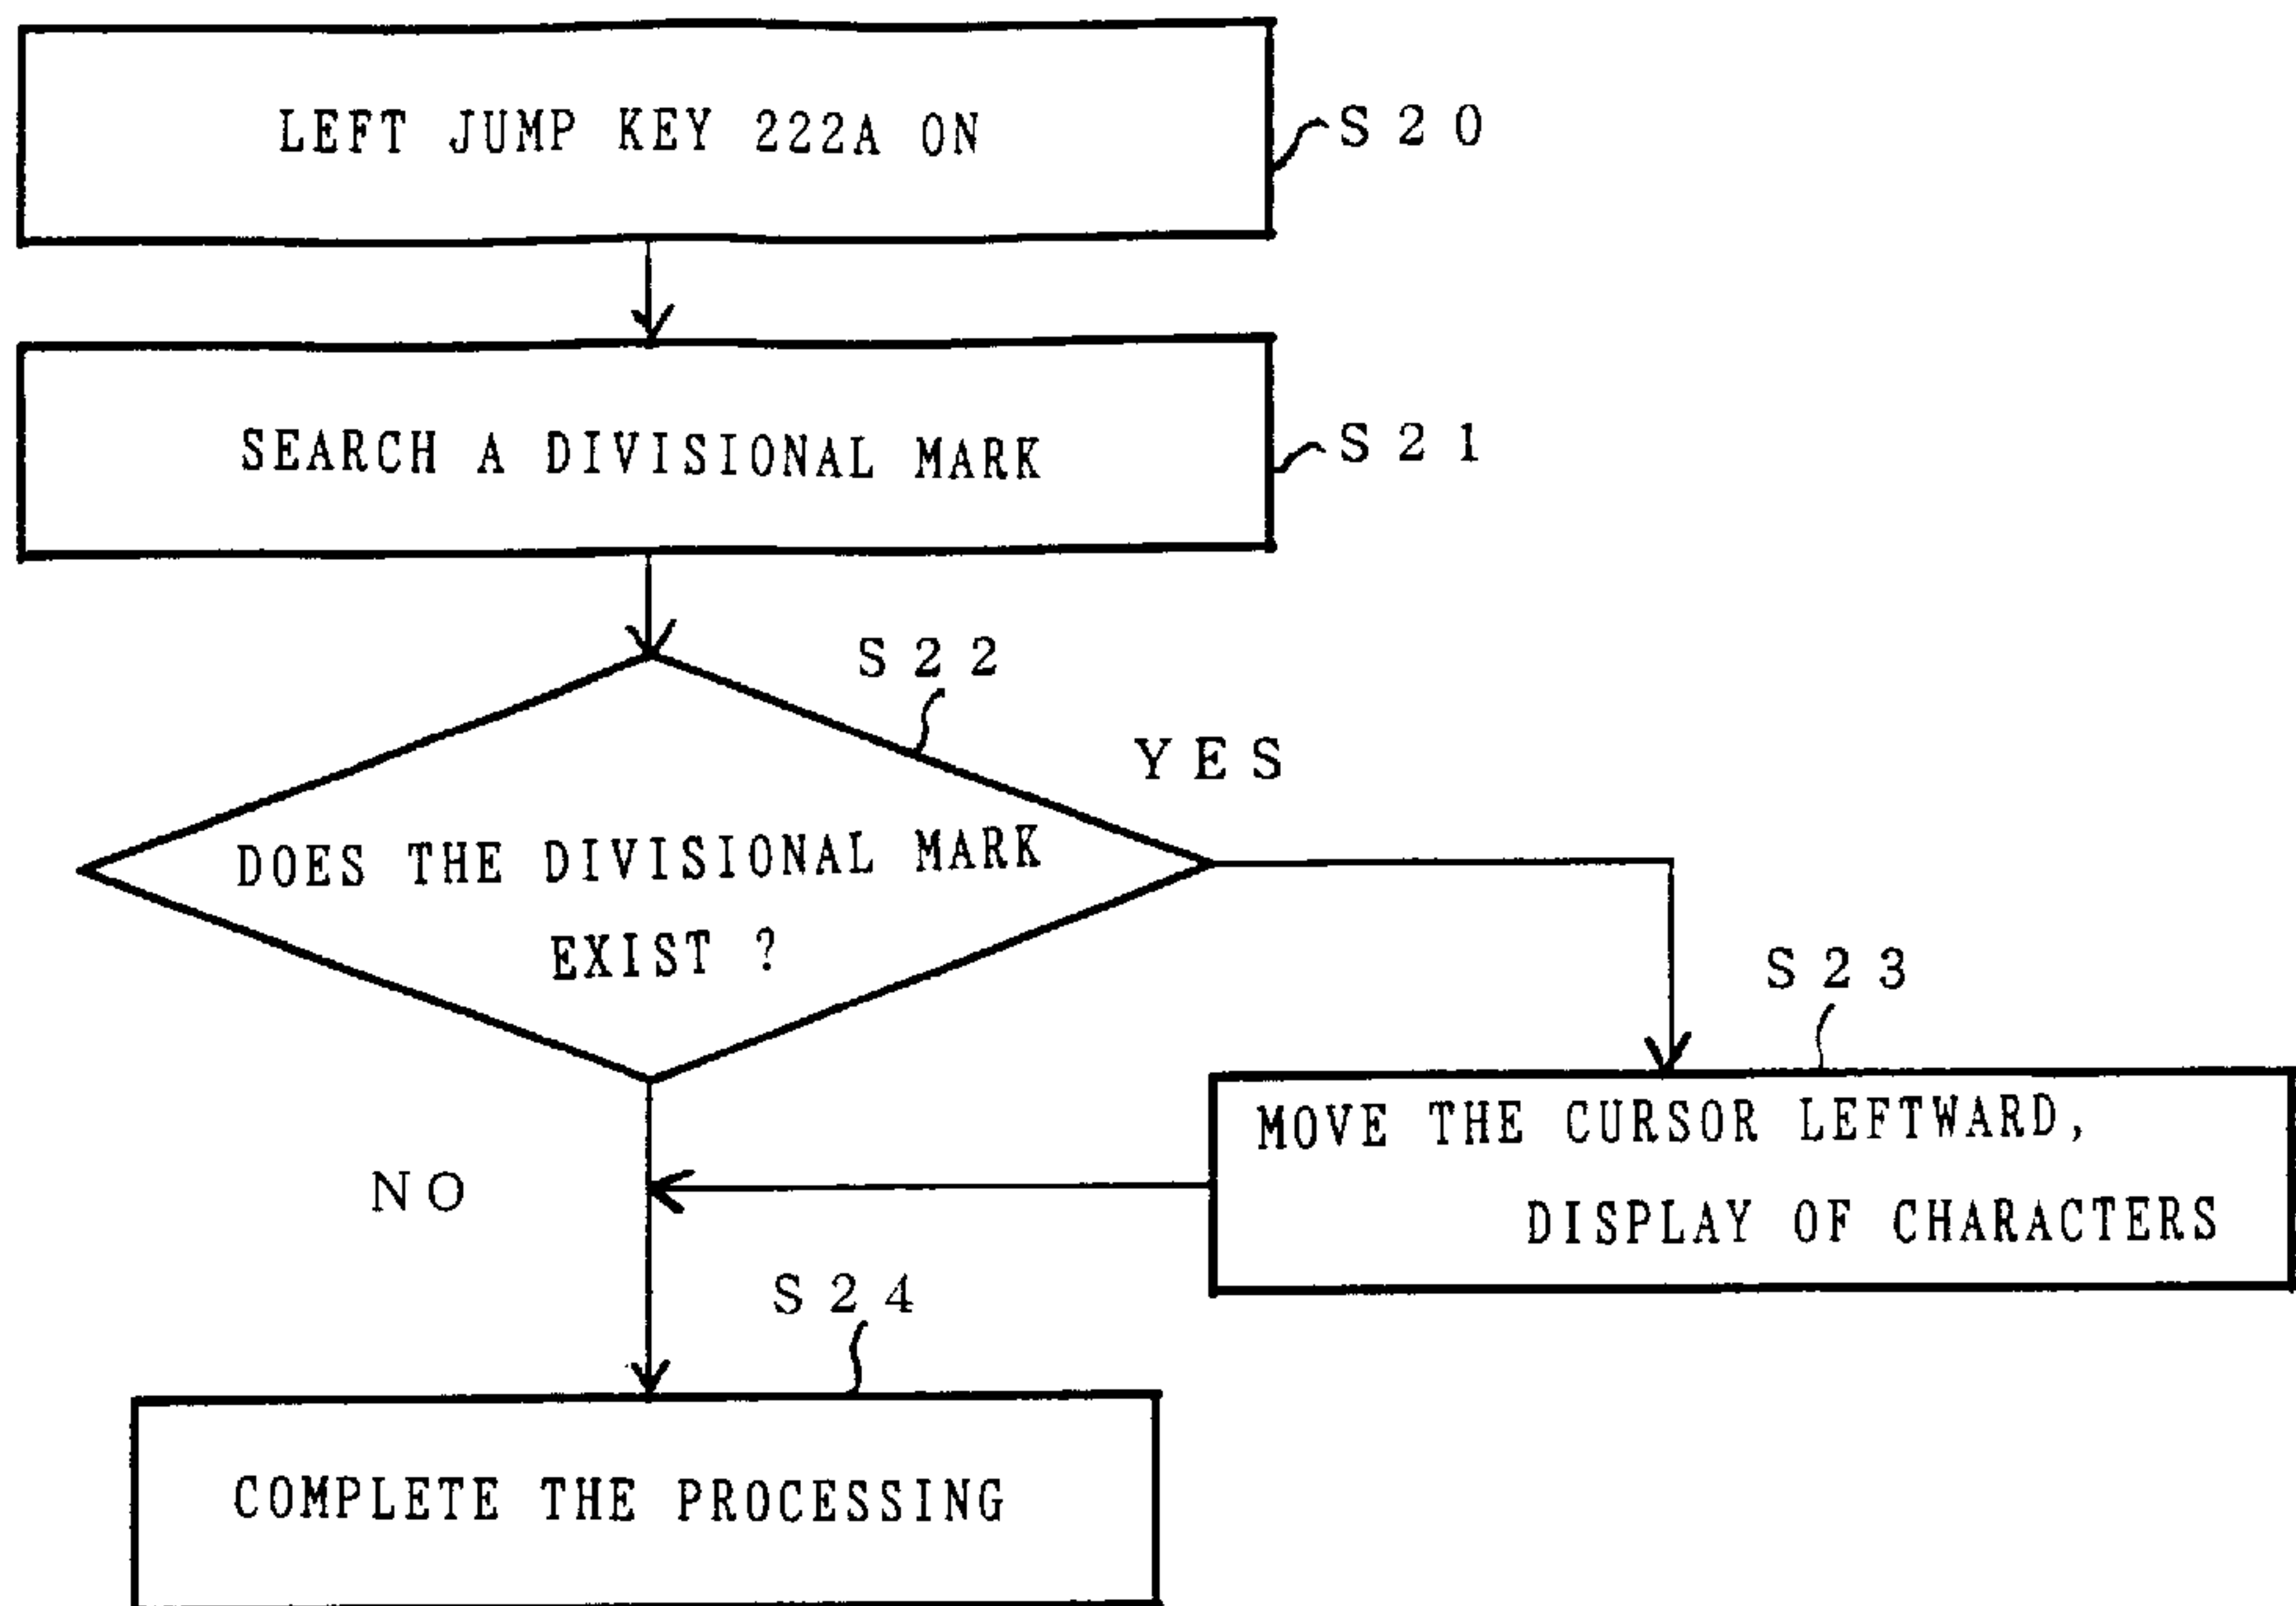 LEFT JUMP KEY 222A ON
S20
SEARCH A DIVISIONAL MARK
S21
S22
YES
DOES THE DIVISIONAL MARK
EXIST ?
S23
MOVE THE CURSOR LEFTWARD,
DISPLAY OF CHARACTERS
NO
S24
COMPLETE THE PROCESSING